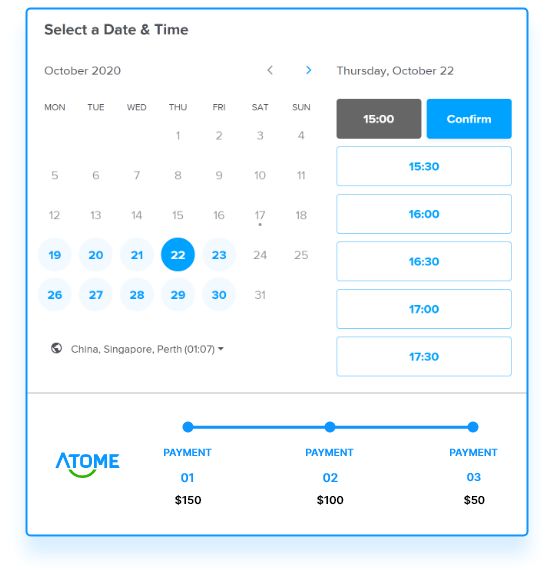 Select a Date & Time
October 2020
MON TUE WED THU FRI SAT SUN
1 2 3 4
5 6 7 8 9 10 11
12 13 14 15 16 17 18
19 20 21 22 23 24 25
26 27 28 29 30 31
China, Singapore, Perth (01:07)
Thursday, October 22
15:00 Confirm
15:30
16:00
16:30
17:00
17:30
ATOME
PAYMENT PAYMENT PAYMENT
01 02 03
$150 $100 $50